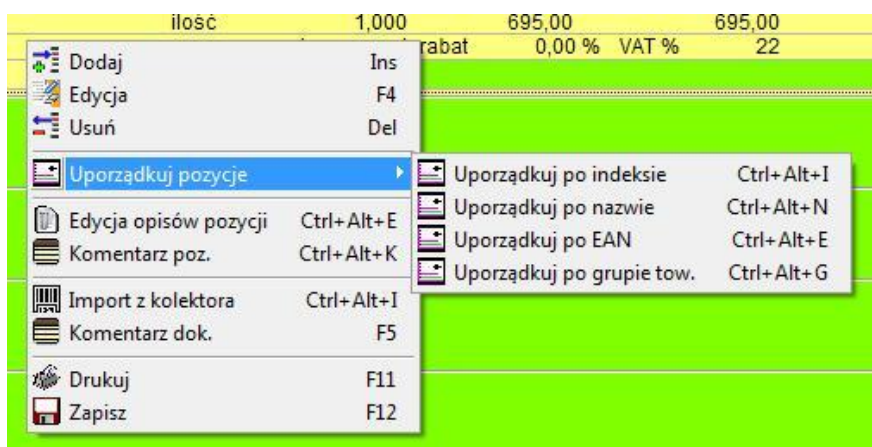 ilość 1,000 695,00 695,00
rabat 0,00 % VAT % 22
Dodaj Ins
Edycja F4
Usuń Del
Uporządkuj pozycje
Uporządkuj po indeksie Ctrl+Alt+I
Uporządkuj po nazwie Ctrl+Alt+N
Uporządkuj po EAN Ctrl+Alt+E
Uporządkuj po grupie tow. Ctrl+Alt+G
Edycja opisów pozycji Ctrl+Alt+E
Komentarz poz. Ctrl+Alt+K
Import z kolektora Ctrl+Alt+I
Komentarz dok. F5
Drukuj F11
Zapisz F12